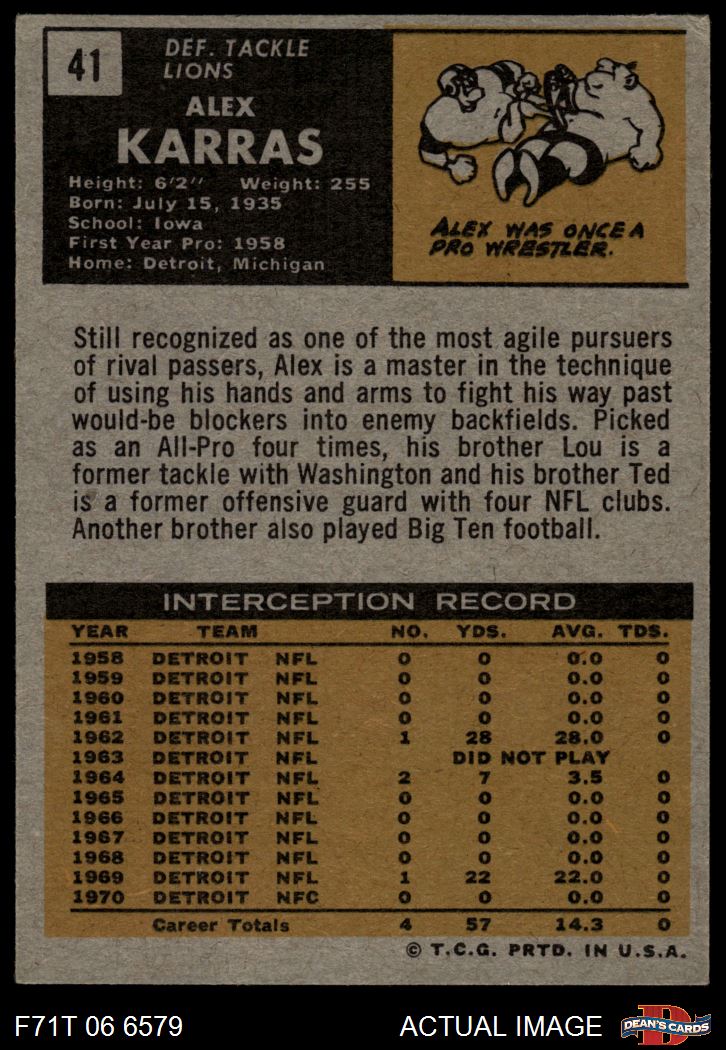 41
DEF. TACKLE
LIONS
ALEX
KARRAS
Height: 6'2" Weight: 255
Born: July 15, 1935
School: Iowa
First Year Pro: 1958
Home: Detroit, Michigan
ALEX WAS ONCE A
PRO WRESTLER.
Still recognized as one of the most agile pursuers
of rival passers, Alex is a master in the technique
of using his hands and arms to fight his way past
would-be blockers into enemy backfields. Picked
as an All-Pro four times, his brother Lou is a
former tackle with Washington and his brother Ted
is a former offensive guard with four NFL clubs.
Another brother also played Big Ten football.
INTERCEPTION RECORD
YEAR TEAM NO. YDS. AVG. TDS.
1958 DETROIT NFL 0 0 0.0 0
1959 DETROIT NFL 0 0 0.0 0
1960 DETROIT NFL 0 0 0.0 0
1961 DETROIT NFL 0 0 0.0 0
1962 DETROIT NFL 1 28 28.0 0
1963 DETROIT NFL DID NOT PLAY
1964 DETROIT NFL 2 7 3.5 0
1965 DETROIT NFL 0 0 0.0 0
1966 DETROIT NFL 0 0 0.0 0
1967 DETROIT NFL 0 0 0.0 0
1968 DETROIT NFL 0 0 0.0 0
1969 DETROIT NFL 1 22 22.0 0
1970 DETROIT NFC 0 0 0.0 0
Career Totals 4 57 14.3 0
© T.C.G. PRTD. IN U.S.A.
F71T 06 6579 ACTUAL IMAGE
D
DEAN'S CARDS